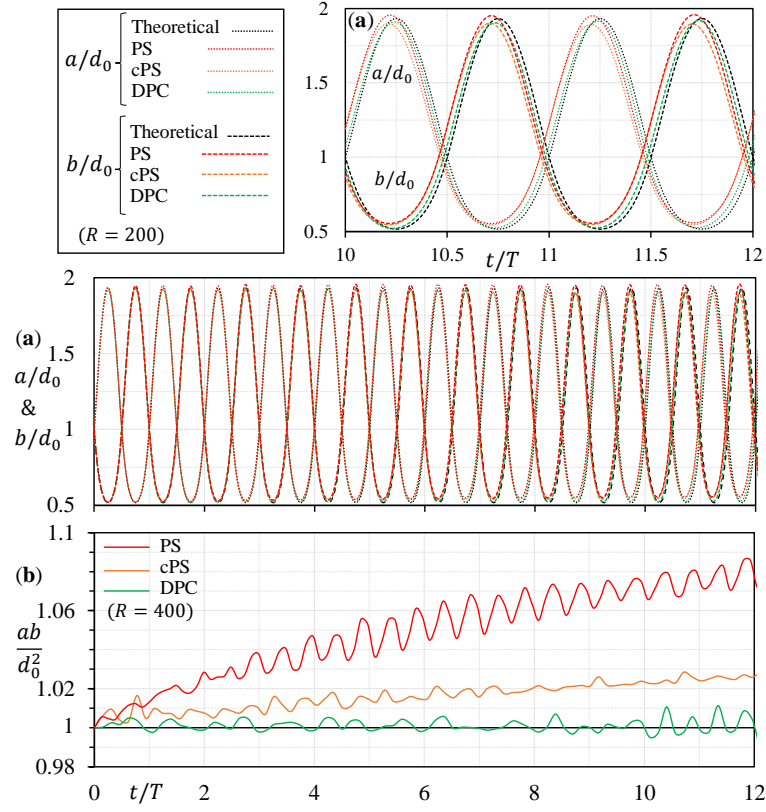 a/d₀
Theoretical
PS
cPS
DPC
b/d₀
Theoretical
PS
cPS
DPC
(R = 200)
(a)
2
1.5
1
0.5
a/d₀
b/d₀
10 10.5 11 11.5 12
t/T
(a)
a/d₀
&
b/d₀
2
1.5
1
0.5
(b)
ab
d₀²
PS
cPS
DPC
(R = 400)
1.1
1.06
1.02
1
0.98
0 t/T 2 4 6 8 10 12